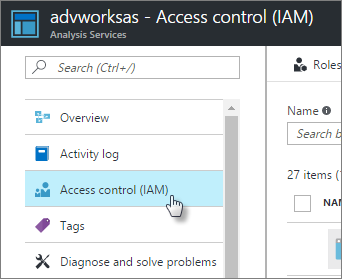 advworksas - Access control (IAM)
Analysis Services
Search (Ctrl+/)
Overview
Activity log
Access control (IAM)
Tags
Diagnose and solve problems
Roles
Name
Search b
27 items (
NA